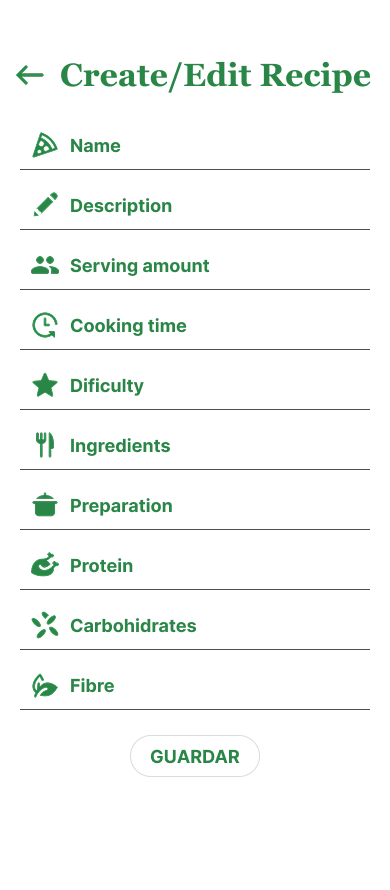 Create/Edit Recipe
Name
Description
Serving amount
Cooking time
Dificulty
Ingredients
Preparation
Protein
Carbohidrates
Fibre
GUARDAR